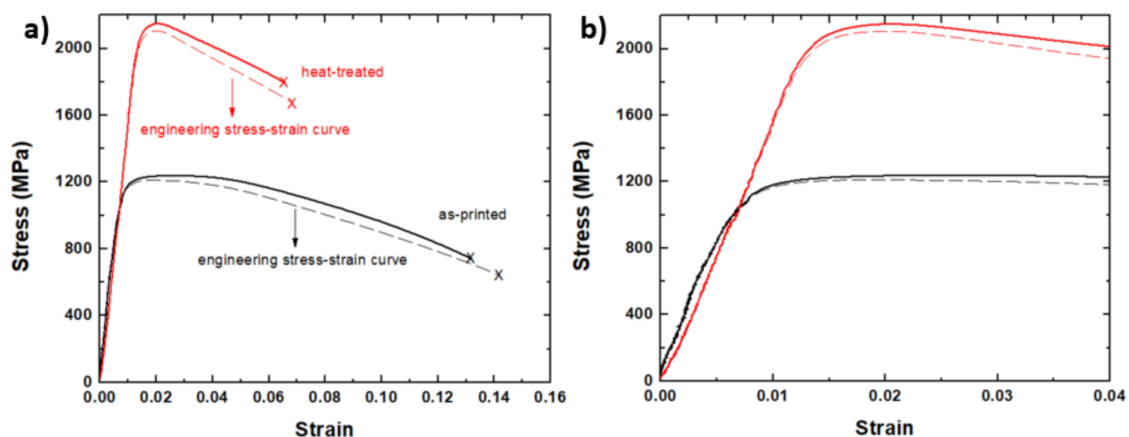 a)
Stress (MPa)
2000
1600
1200
800
400
0
heat-treated
x
x
engineering stress-strain curve
as-printed
x
engineering stress-strain curve
x
0.00 0.02 0.04 0.06 0.08 0.10 0.12 0.14 0.16
Strain
b)
Stress (MPa)
2000
1600
1200
800
400
0
0.00 0.01 0.02 0.03 0.04
Strain